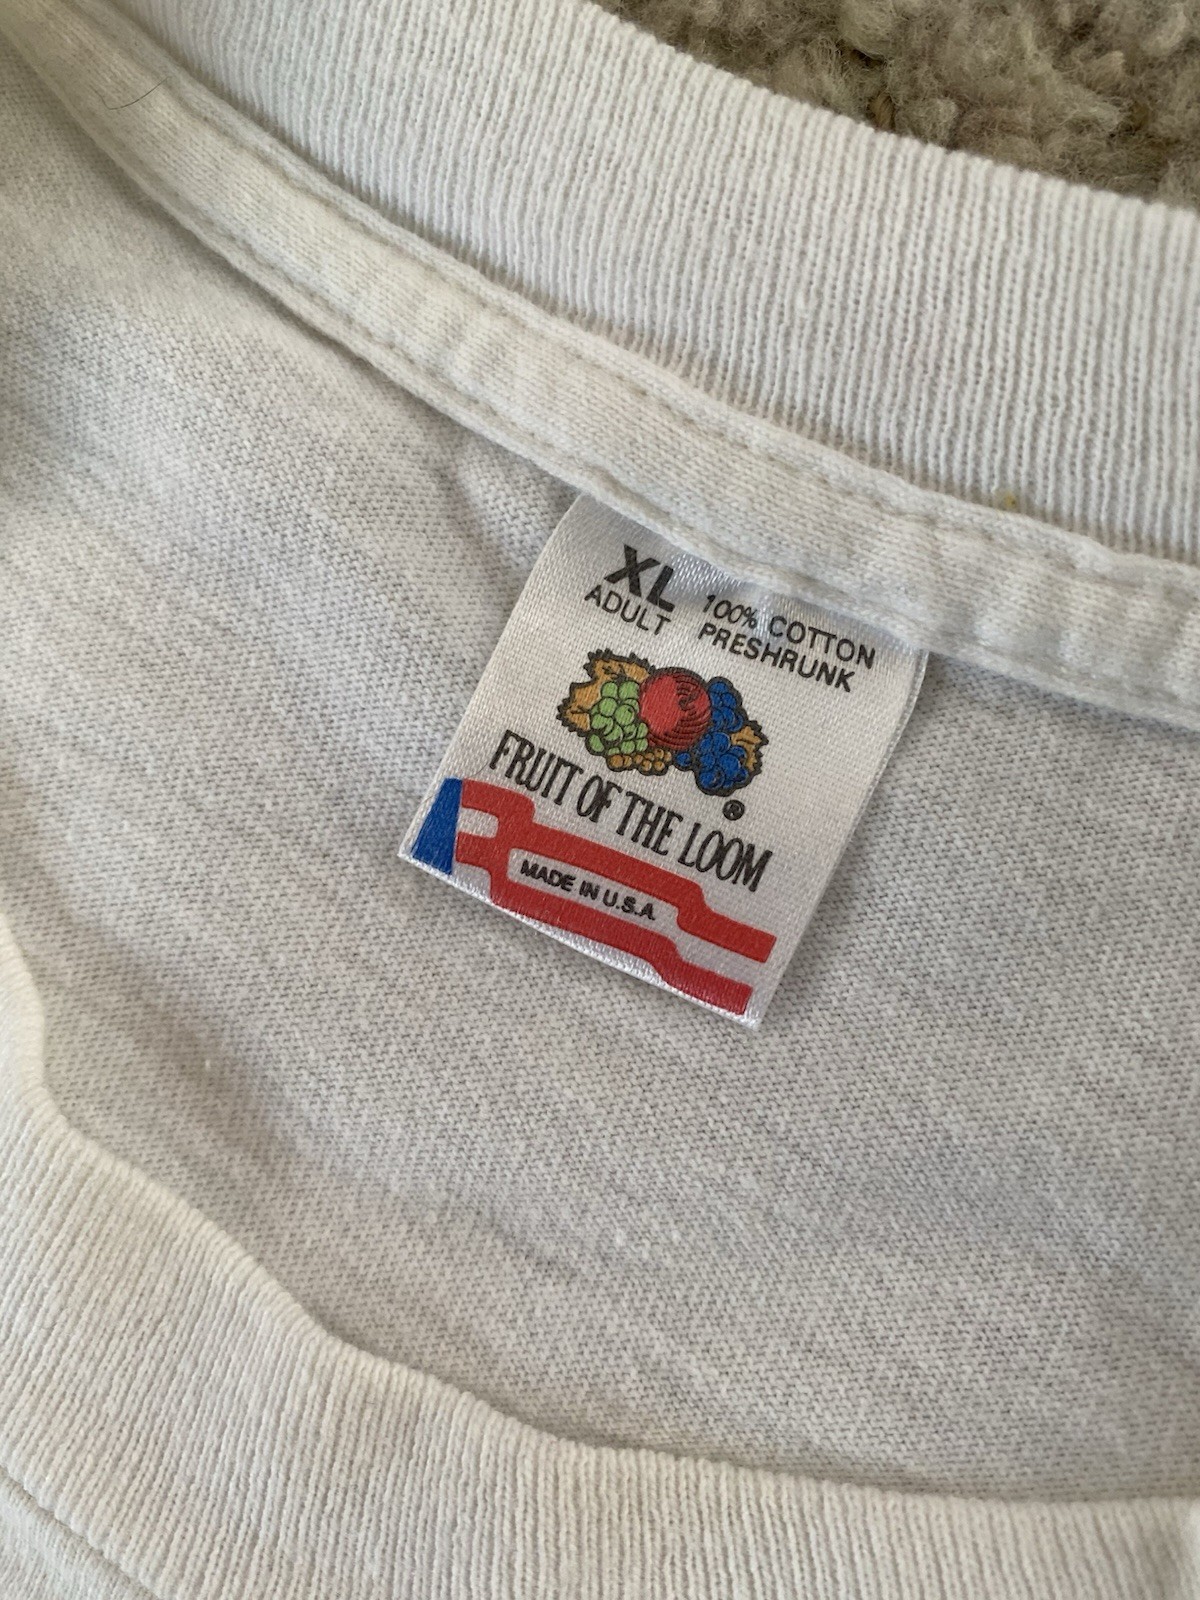 XL
ADULT
100% COTTON
PRESHRUNK
FRUIT OF THE LOOM
®
MADE IN U.S.A.